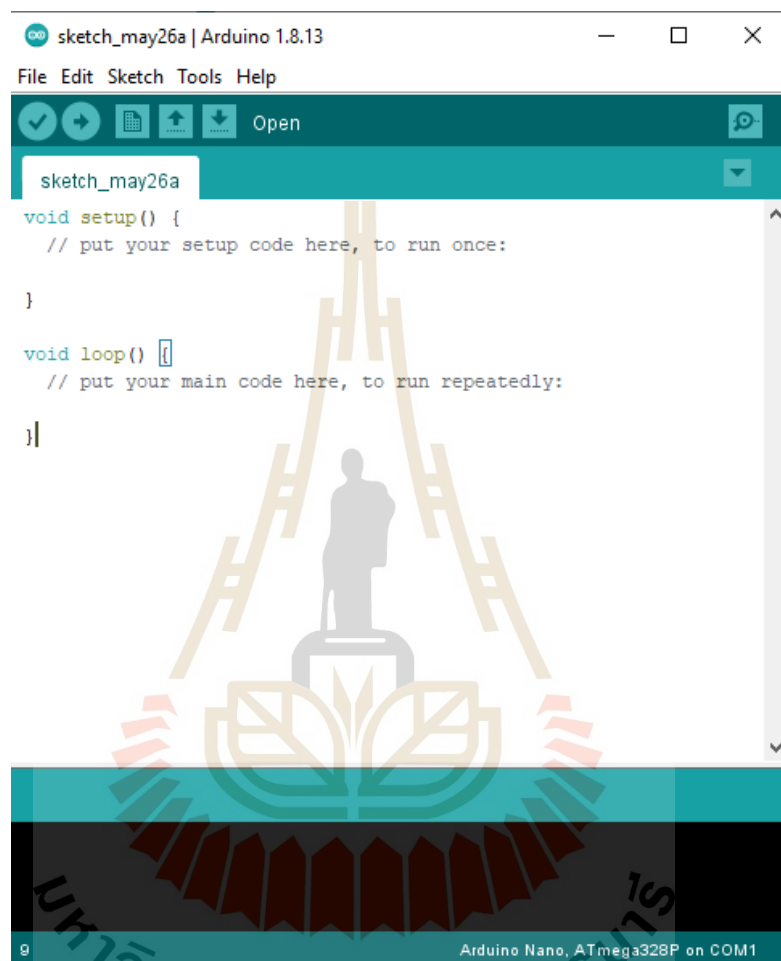 sketch_may26a | Arduino 1.8.13
File Edit Sketch Tools Help
Open
sketch_may26a
void setup() {
  // put your setup code here, to run once:
}
void loop() {
  // put your main code here, to run repeatedly:
}
9
Arduino Nano, ATmega328P on COM1